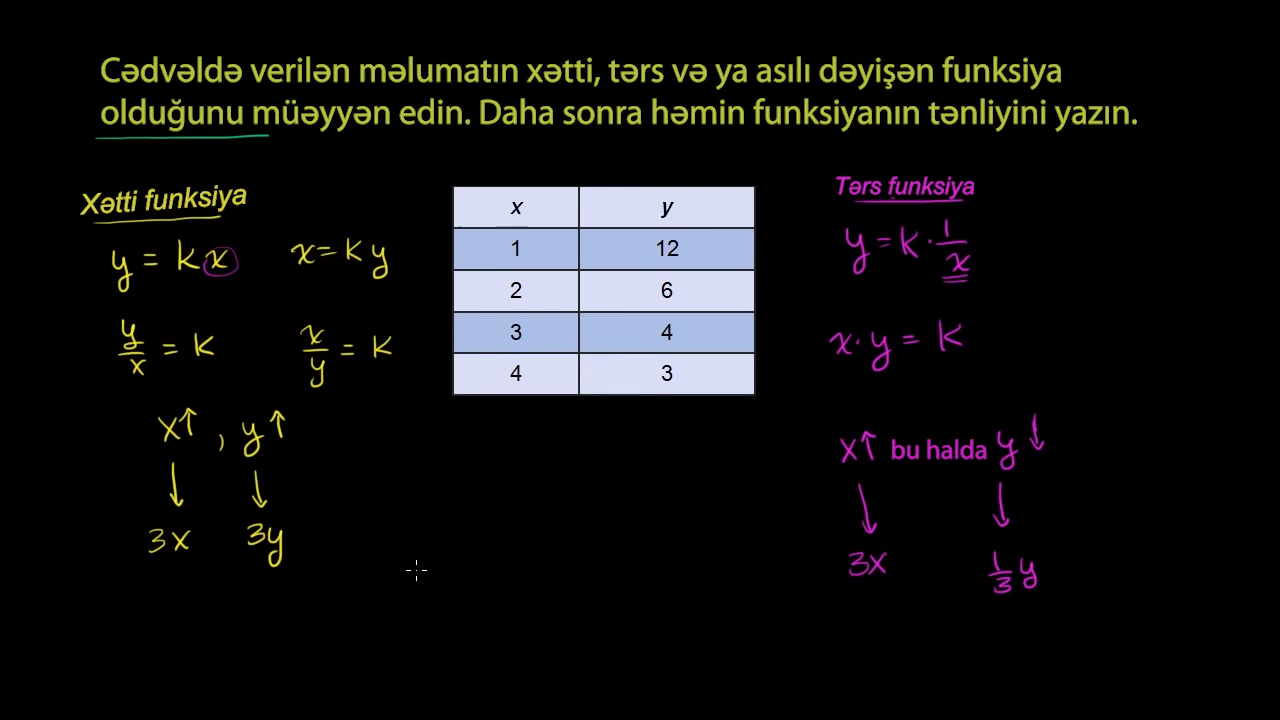 Cədvəldə verilən məlumatın xətti, tərs və ya asılı dəyişən funksiya
olduğunu müəyyən edin. Daha sonra həmin funksiyanın tənliyini yazın.
Xətti funksiya
y = k x
x = k y
y/x = k
x/y = k
x↑ , y↑
↓ ↓
3x 3y
x y
1 12
2 6
3 4
4 3
Tərs funksiya
y = k · 1/x
x · y = k
x↑ bu halda y↓
↓ ↓
3x 1/3 y